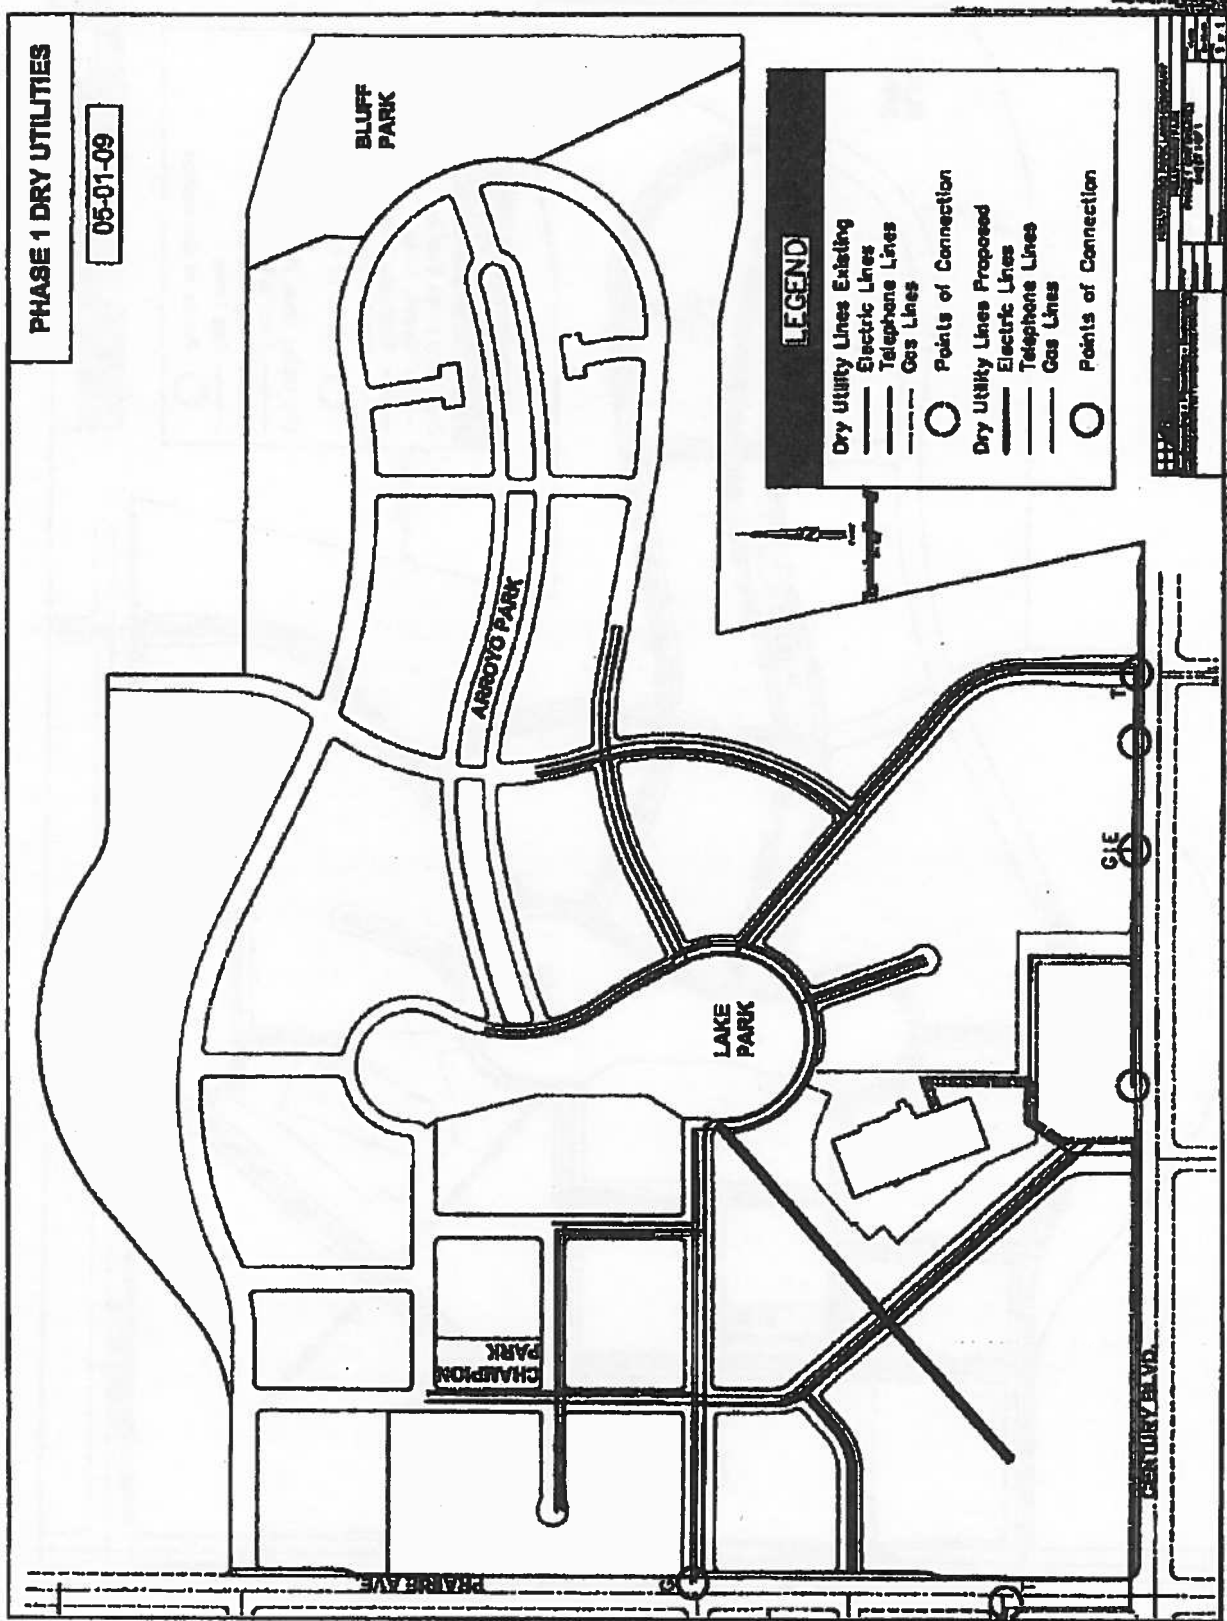 PHASE 1 DRY UTILITIES
05-01-09
BLUFF
PARK
ARROYO PARK
LAKE
PARK
CHAMPION
PARK
LEGEND
Dry Utility Lines Existing
Electric Lines
Telephone Lines
Gas Lines
Points of Connection
Dry Utility Lines Proposed
Electric Lines
Telephone Lines
Gas Lines
Points of Connection
N
T
G E
G
T
PRAIRIE AVE.
CENTURY BLVD.